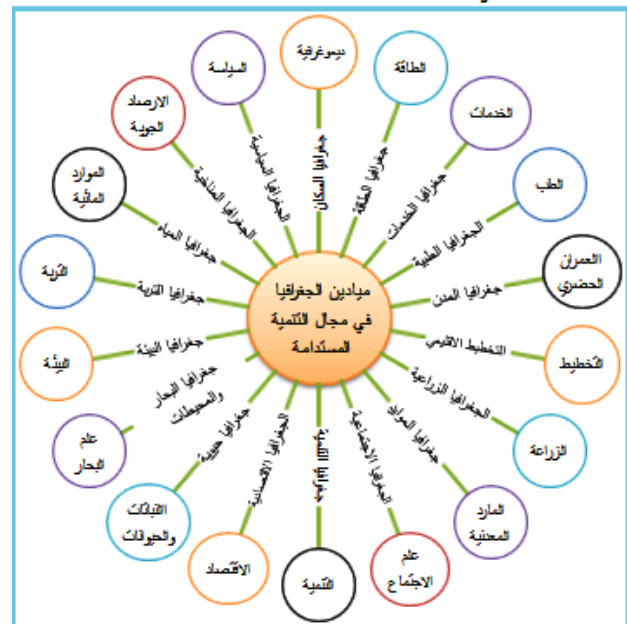 ميادين الجغرافيا
في مجال التنمية
المستدامة
ديموغرافية
جغرافيا السكان
الطاقة
جغرافيا الطاقة
الخدمات
جغرافيا الخدمات
الطب
الجغرافيا الطبية
االعمران
الحضري
جغرافيا المدن
التخطيط
التخطيط الاقليمي
الزراعة
الجغرافيا الزراعية
المارد
المعدنية
جغرافيا الموارد
علم
الاجتماع
الجغرافيا الاجتماعية
التنمية
جغرافيا التنمية
الاقتصاد
الجغرافيا الاقتصادية
النباتات
والحيوانات
جغرافيا حيوية
علم
البحار
جغرافيا البحار
والمحيطات
البيئة
جغرافيا البيئة
التربة
جغرافيا التربة
الموارد
المائية
جغرافيا المياه
الارصاد
الجوية
الجغرافيا المناخية
السياسة
الجغرافيا السياسية